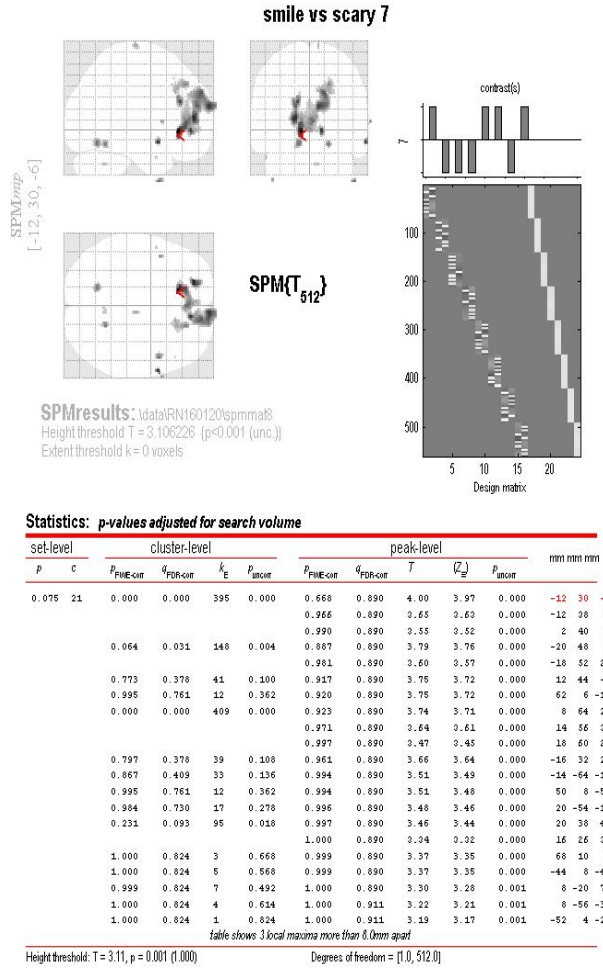 smile vs scary 7
contrast(s)
7
SPMmip
[-12, 30, -6]
SPM{T512}
100
200
300
400
500
5 10 15 20
Design matrix
SPMresults: .\data\RN160120\spmmat8
Height threshold T = 3.106226 {p<0.001 (unc.)}
Extent threshold k = 0 voxels
Statistics: p-values adjusted for search volume
set-level cluster-level peak-level mm mm mm
p c pFWE-corr qFDR-corr kE puncorr pFWE-corr qFDR-corr T (Z≡) puncorr
0.075 21 0.000 0.000 395 0.000 0.668 0.890 4.00 3.97 0.000 -12 30
0.966 0.890 3.65 3.63 0.000 -12 38
0.990 0.890 3.55 3.52 0.000 2 40
0.064 0.031 148 0.004 0.887 0.890 3.79 3.76 0.000 -20 48
0.981 0.890 3.60 3.57 0.000 -18 52
0.773 0.378 41 0.100 0.917 0.890 3.75 3.72 0.000 12 44
0.995 0.761 12 0.362 0.920 0.890 3.75 3.72 0.000 62 6
0.000 0.000 409 0.000 0.923 0.890 3.74 3.71 0.000 8 64
0.971 0.890 3.64 3.61 0.000 14 56
0.997 0.890 3.47 3.45 0.000 18 60
0.797 0.378 39 0.108 0.961 0.890 3.66 3.64 0.000 -16 32
0.867 0.409 33 0.136 0.994 0.890 3.51 3.49 0.000 -14 -64
0.995 0.761 12 0.362 0.994 0.890 3.51 3.48 0.000 50 8
0.984 0.730 17 0.278 0.996 0.890 3.48 3.46 0.000 20 -54
0.231 0.093 95 0.018 0.997 0.890 3.46 3.44 0.000 20 38
1.000 0.890 3.34 3.32 0.000 16 26
1.000 0.824 3 0.668 0.999 0.890 3.37 3.35 0.000 68 10
1.000 0.824 5 0.568 0.999 0.890 3.37 3.35 0.000 -44 8
0.999 0.824 7 0.492 1.000 0.890 3.30 3.28 0.001 8 -20
1.000 0.824 4 0.614 1.000 0.911 3.22 3.21 0.001 8 -56
1.000 0.824 1 0.824 1.000 0.911 3.19 3.17 0.001 -52 4
table shows 3 local maxima more than 8.0mm apart
Height threshold: T = 3.11, p = 0.001 (1.000) Degrees of freedom = [1.0, 512.0]